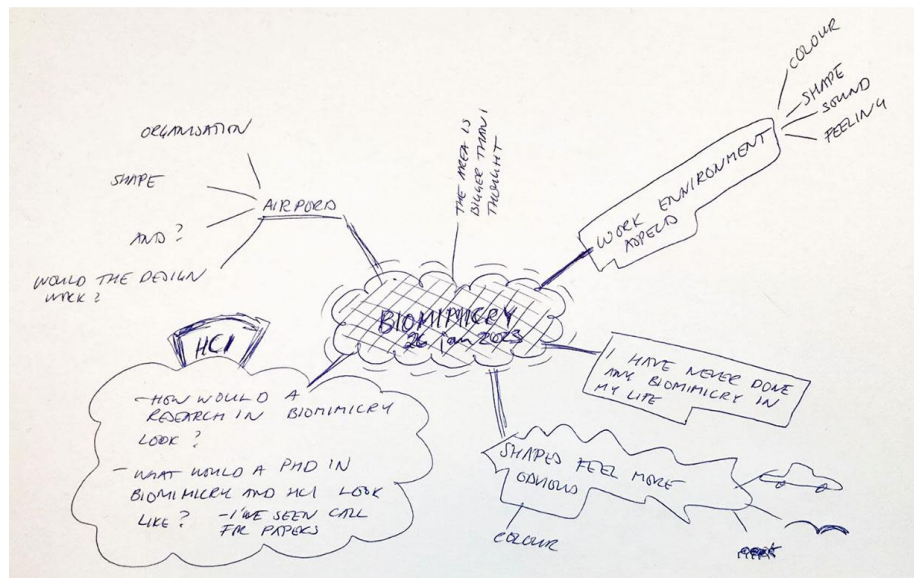 COLOUR
SHAPE
SOUND
FEELING
WORK ENVIRONMENT
THE AREA IS
BIGGER THAN I
THOUGHT
ORGANISATION
SHAPE
AIRPORD
AND?
WOULD THE DESIGN
WORK?
BIOMIMICRY
26 jan 2023
HCI
- HOW WOULD A
RESEARCH IN BIOMIMICRY
LOOK?
- WHAT WOULD A PHD IN
BIOMIMICRY AND HCI LOOK
LIKE? - I'VE SEEN CALL
FOR PAPERS
I HAVE NEVER DONE
ANY BIOMIMICRY IN
MY LIFE
SHAPED FEEL MORE
OBVIOUS
COLOUR